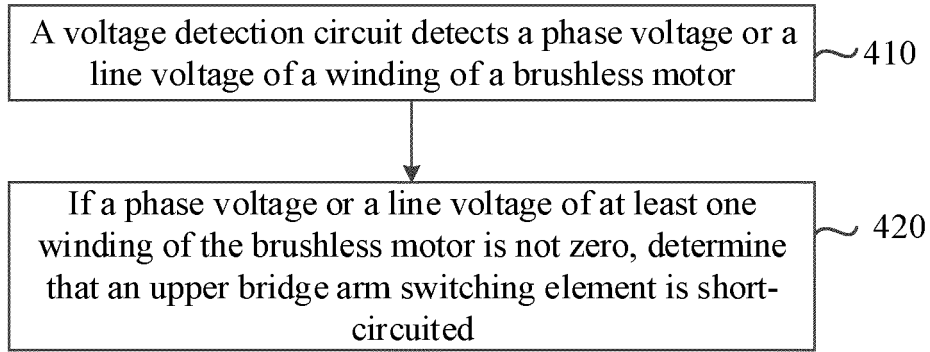 A voltage detection circuit detects a phase voltage or a
line voltage of a winding of a brushless motor
410
If a phase voltage or a line voltage of at least one
winding of the brushless motor is not zero, determine
that an upper bridge arm switching element is short-
circuited
420